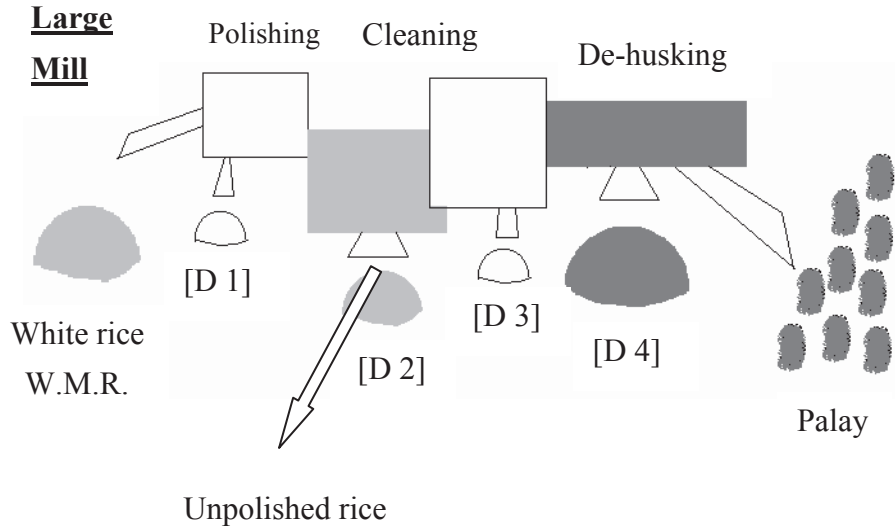 Large
Mill
Polishing
Cleaning
De-husking
[D 1]
[D 2]
[D 3]
[D 4]
White rice
W.M.R.
Palay
Unpolished rice